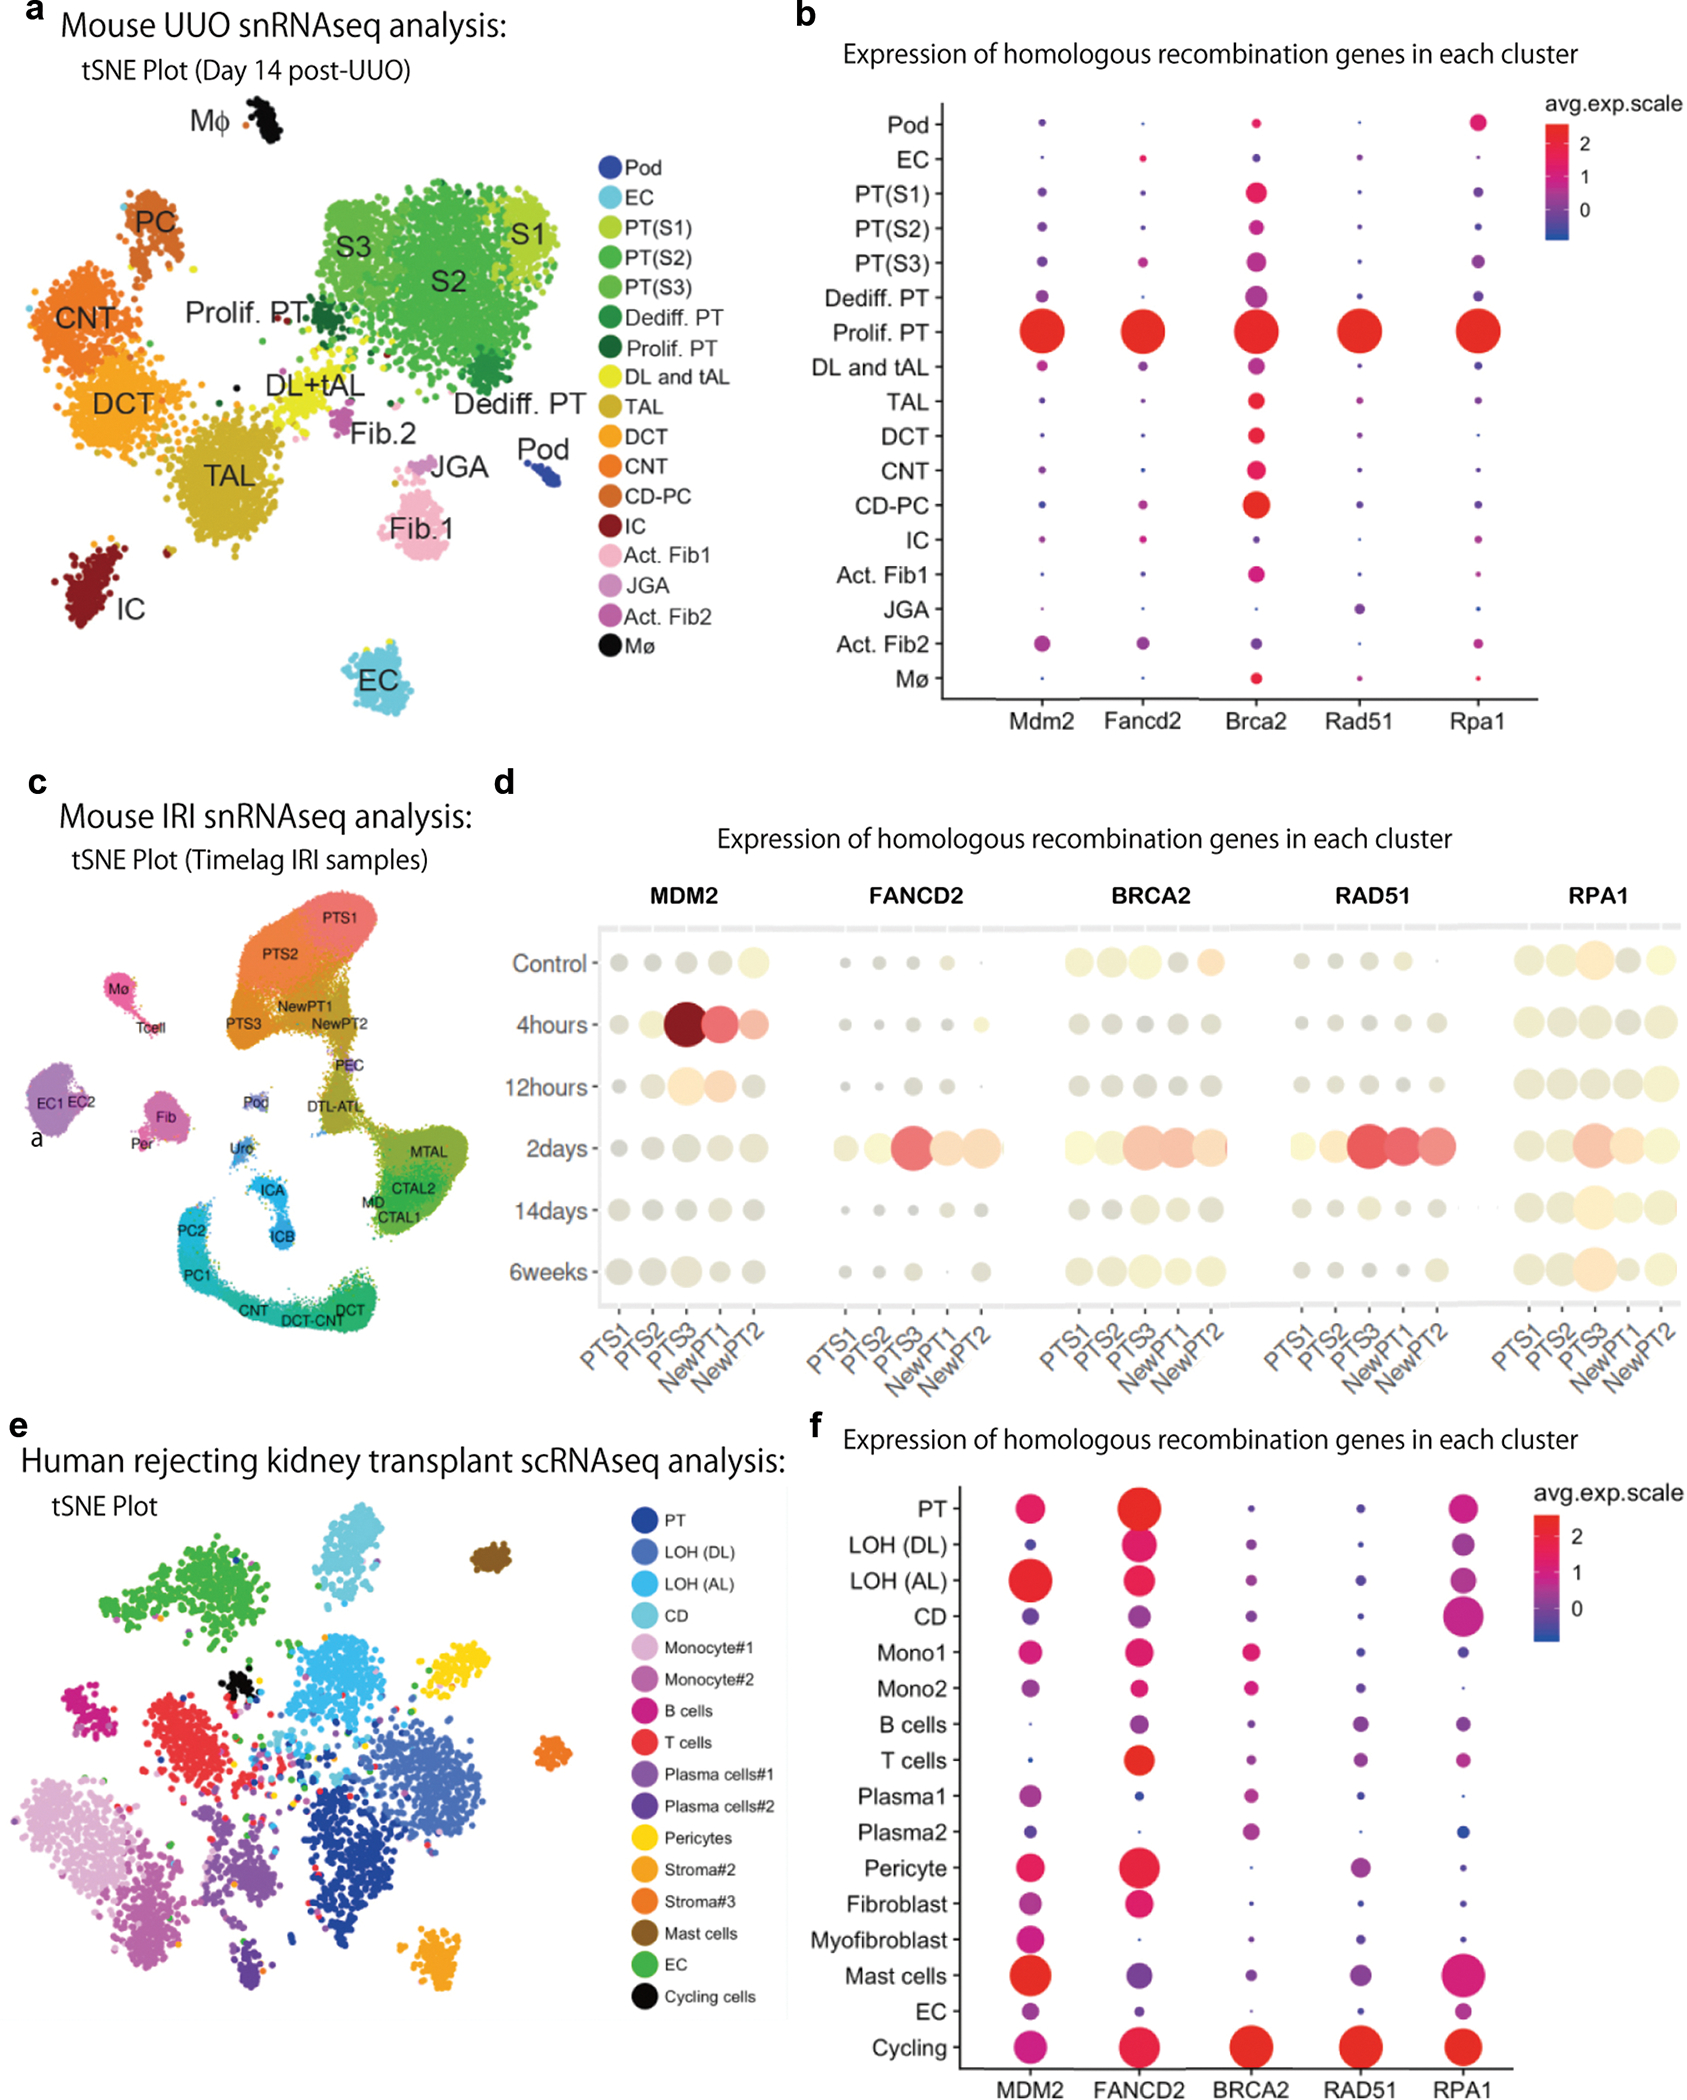 a
Mouse UUO snRNAseq analysis:
tSNE Plot (Day 14 post-UUO)
Mϕ
PC
S3
S2
S1
CNT
Prolif. PT
DCT
DL+tAL
Dediff. PT
Fib.2
TAL
JGA
Pod
Fib.1
IC
EC
Pod
EC
PT(S1)
PT(S2)
PT(S3)
Dediff. PT
Prolif. PT
DL and tAL
TAL
DCT
CNT
CD-PC
IC
Act. Fib1
JGA
Act. Fib2
Mø
b
Expression of homologous recombination genes in each cluster
avg.exp.scale
2
1
0
Pod
EC
PT(S1)
PT(S2)
PT(S3)
Dediff. PT
Prolif. PT
DL and tAL
TAL
DCT
CNT
CD-PC
IC
Act. Fib1
JGA
Act. Fib2
Mø
Mdm2 Fancd2 Brca2 Rad51 Rpa1
c
Mouse IRI snRNAseq analysis:
tSNE Plot (Timelag IRI samples)
PTS1
PTS2
Mø
NewPT1
Tcell
PTS3
NewPT2
PEC
EC1
EC2
Pod
DTL-ATL
Fib
a
Per
Uro
MTAL
ICA
CTAL2
MD
CTAL1
PC2
ICB
PC1
CNT
DCT-CNT
DCT
d
Expression of homologous recombination genes in each cluster
MDM2 FANCD2 BRCA2 RAD51 RPA1
Control
4hours
12hours
2days
14days
6weeks
PTS1 PTS2 PTS3 NewPT1 NewPT2
PTS1 PTS2 PTS3 NewPT1 NewPT2
PTS1 PTS2 PTS3 NewPT1 NewPT2
PTS1 PTS2 PTS3 NewPT1 NewPT2
PTS1 PTS2 PTS3 NewPT1 NewPT2
e
Human rejecting kidney transplant scRNAseq analysis:
tSNE Plot
PT
LOH (DL)
LOH (AL)
CD
Monocyte#1
Monocyte#2
B cells
T cells
Plasma cells#1
Plasma cells#2
Pericytes
Stroma#2
Stroma#3
Mast cells
EC
Cycling cells
f
Expression of homologous recombination genes in each cluster
avg.exp.scale
2
1
0
PT
LOH (DL)
LOH (AL)
CD
Mono1
Mono2
B cells
T cells
Plasma1
Plasma2
Pericyte
Fibroblast
Myofibroblast
Mast cells
EC
Cycling
MDM2 FANCD2 BRCA2 RAD51 RPA1